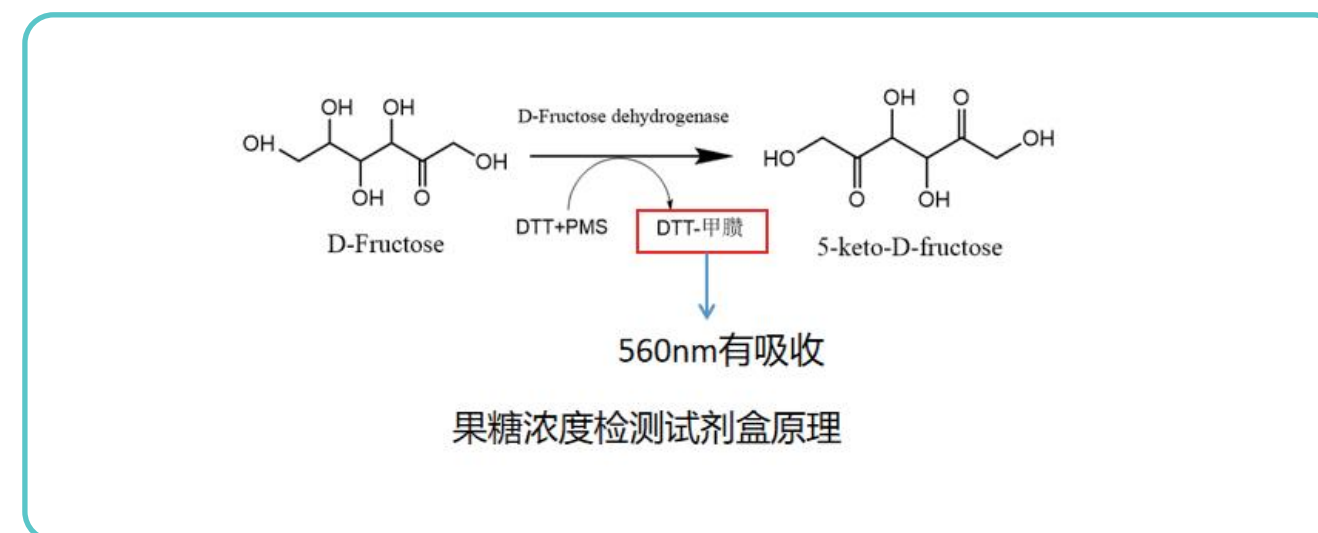 OH OH
HO OH
OH O
D-Fructose
D-Fructose dehydrogenase
DTT+PMS
DTT-甲臜
OH O
HO OH
O OH
5-keto-D-fructose
560nm有吸收
果糖浓度检测试剂盒原理